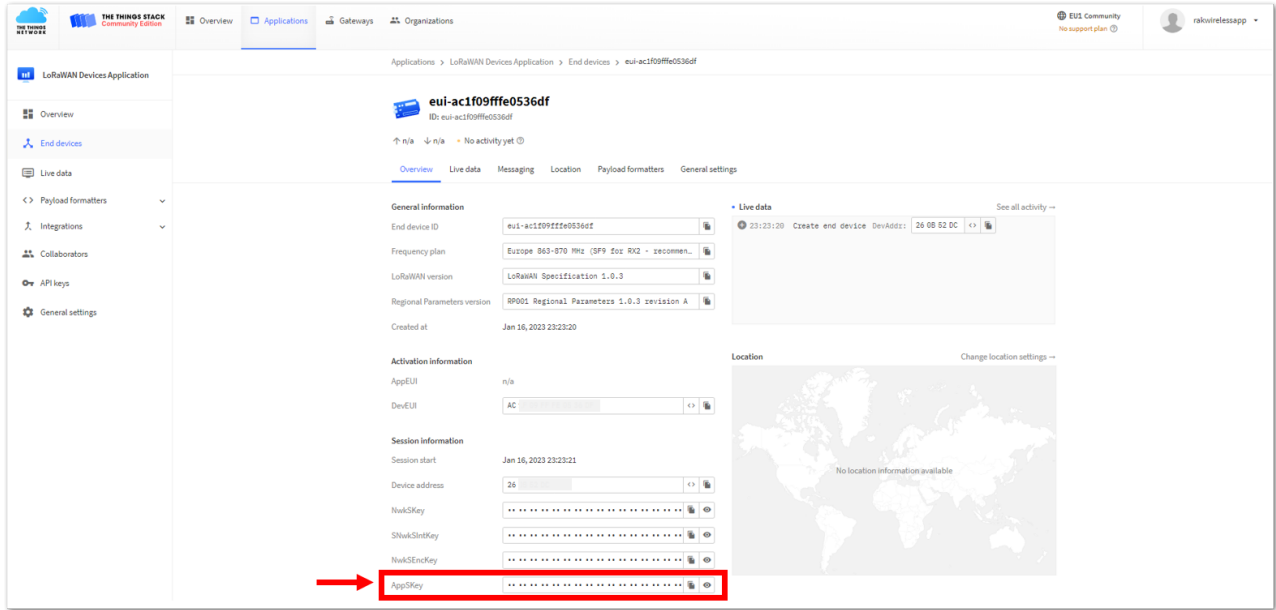 THE THINGS NETWORK
THE THINGS STACK
Community Edition
Overview
Applications
Gateways
Organizations
EU1 Community
No support plan
rakwirelessapp
LoRaWAN Devices Application
Overview
End devices
Live data
Payload formatters
Integrations
Collaborators
API keys
General settings
Applications > LoRaWAN Devices Application > End devices > eui-ac1f09fffe0536df
eui-ac1f09fffe0536df
ID: eui-ac1f09fffe0536df
↑ n/a ↓ n/a • No activity yet
Overview Live data Messaging Location Payload formatters General settings
General information
End device ID eui-ac1f09fffe0536df
Frequency plan Europe 863-870 MHz (SF9 for RX2 - recommen…
LoRaWAN version LoRaWAN Specification 1.0.3
Regional Parameters version RP001 Regional Parameters 1.0.3 revision A
Created at Jan 16, 2023 23:23:20
Activation information
AppEUI n/a
DevEUI AC
Session information
Session start Jan 16, 2023 23:23:21
Device address 26
NwkSKey
SNwkSIntKey
NwkSEncKey
AppSKey
• Live data See all activity →
23:23:20 Create end device DevAddr: 26 0B 52 DC
Location Change location settings →
No location information available